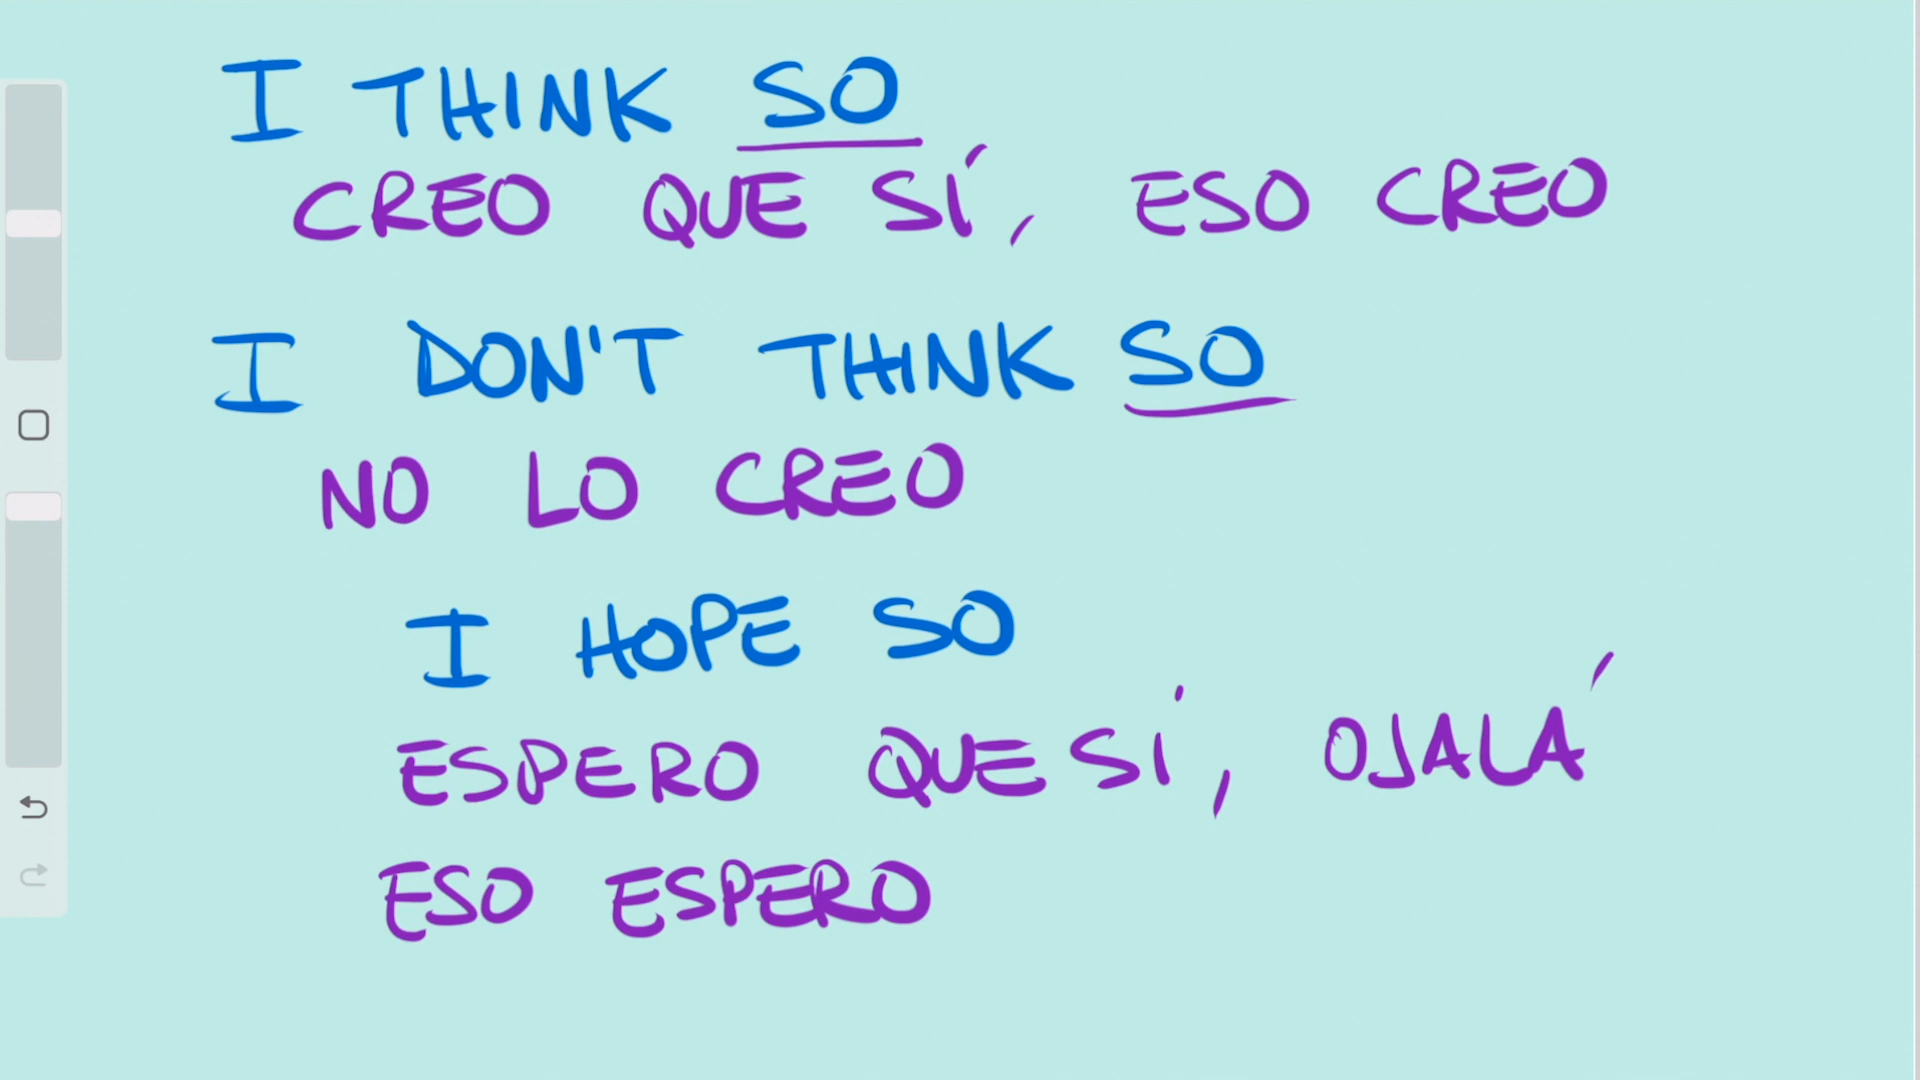 I THINK SO
CREO QUE SÍ, ESO CREO
I DON'T THINK SO
NO LO CREO
I HOPE SO
ESPERO QUE SÍ, OJALÁ
ESO ESPERO